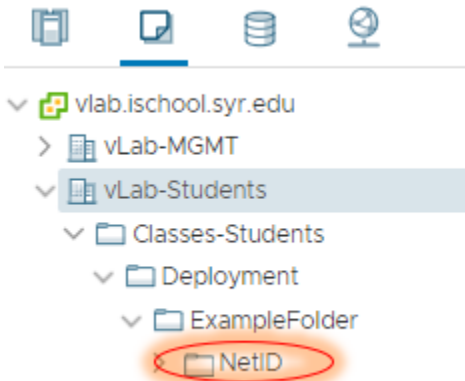 vlab.ischool.syr.edu
vLab-MGMT
vLab-Students
Classes-Students
Deployment
ExampleFolder
NetID